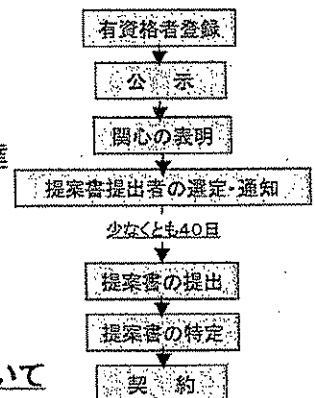 有資格者登録
公　示
関心の表明
提案書提出者の選定・通知
少なくとも40日
提案書の提出
提案書の特定
いて
契　約